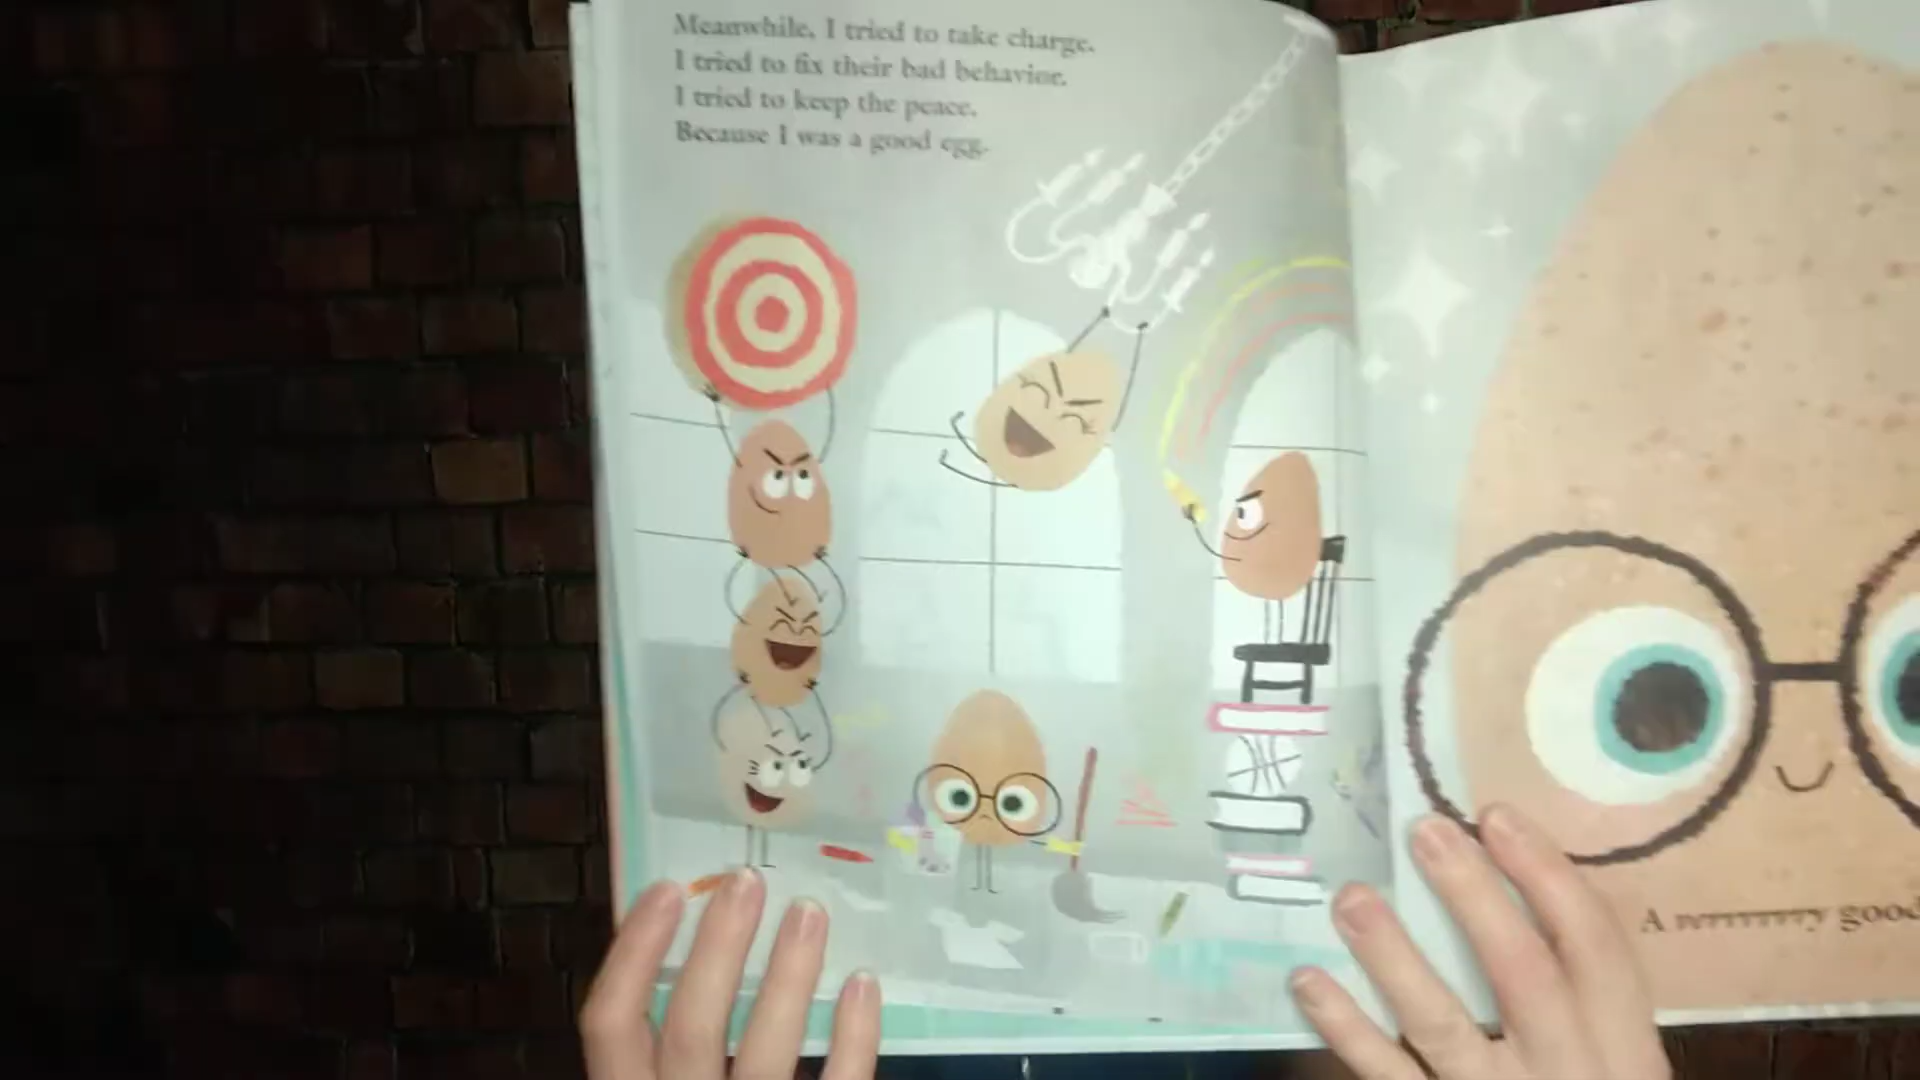 Meanwhile, I tried to take charge.
I tried to fix their bad behavior.
I tried to keep the peace.
Because I was a good egg.
A verrrrrry good